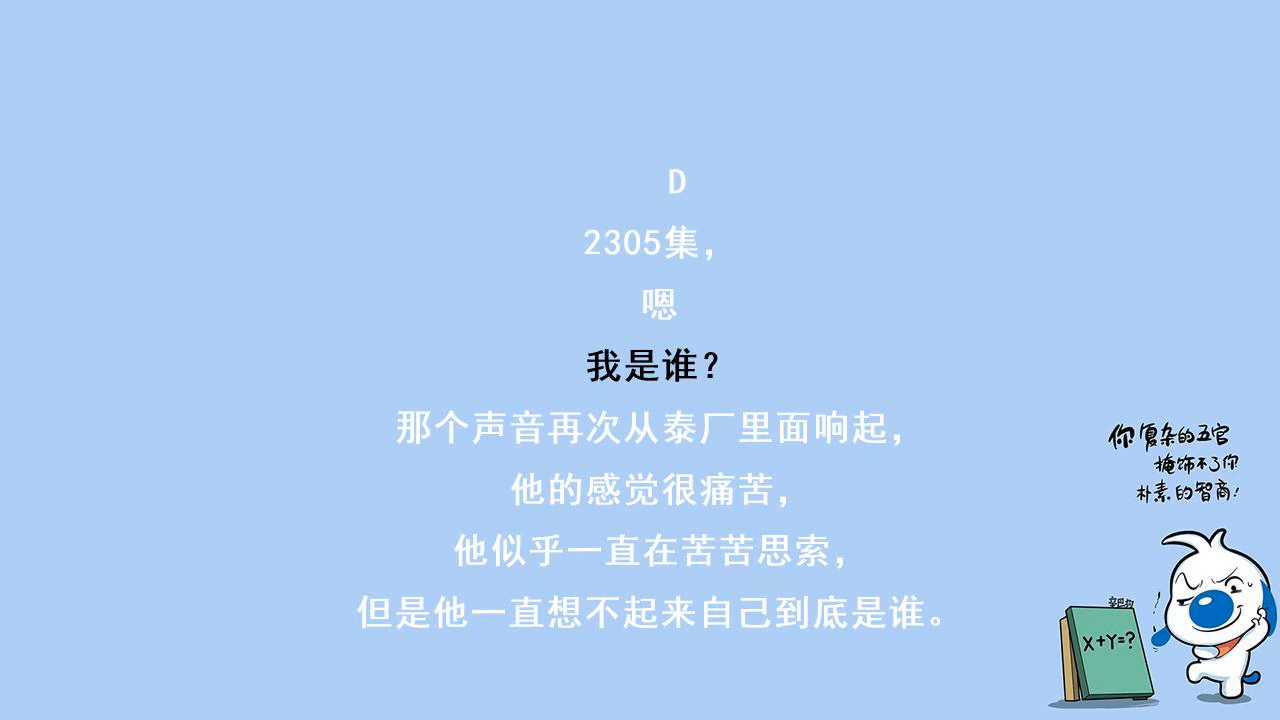 D
2305集，
嗯
我是谁？
那个声音再次从泰厂里面响起，
他的感觉很痛苦，
他似乎一直在苦苦思索，
但是他一直想不起来自己到底是谁。
你复杂的五官
掩饰不了你
朴素的智商！
X+Y=?